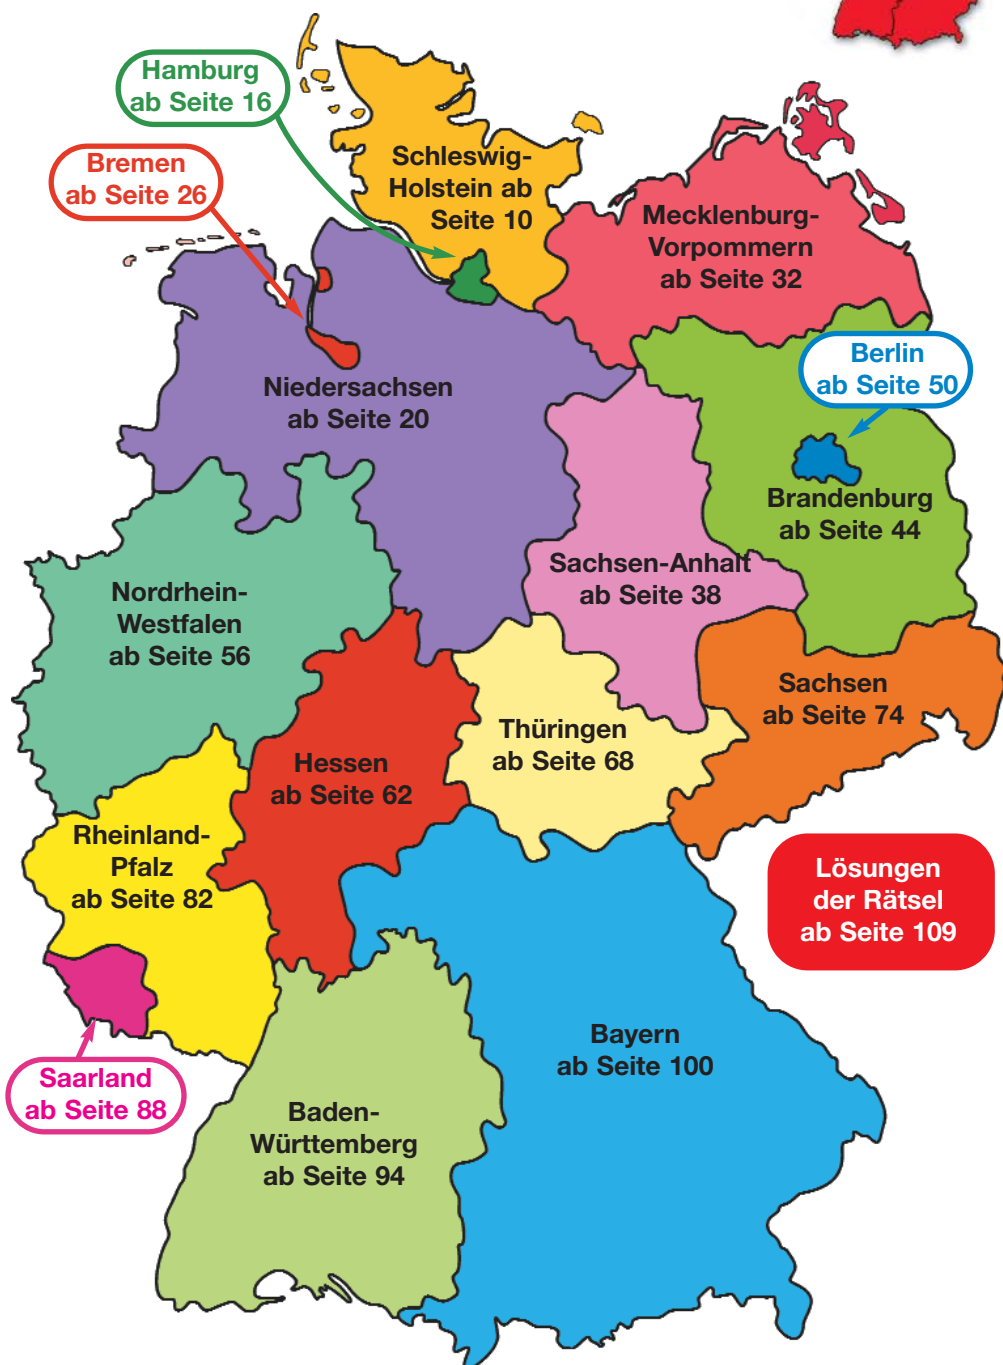 Hamburg
ab Seite 16
Bremen
ab Seite 26
Schleswig-
Holstein ab
Seite 10
Mecklenburg-
Vorpommern
ab Seite 32
Niedersachsen
ab Seite 20
Berlin
ab Seite 50
Brandenburg
ab Seite 44
Sachsen-Anhalt
ab Seite 38
Nordrhein-
Westfalen
ab Seite 56
Sachsen
ab Seite 74
Thüringen
ab Seite 68
Hessen
ab Seite 62
Rheinland-
Pfalz
ab Seite 82
Lösungen
der Rätsel
ab Seite 109
Saarland
ab Seite 88
Bayern
ab Seite 100
Baden-
Württemberg
ab Seite 94